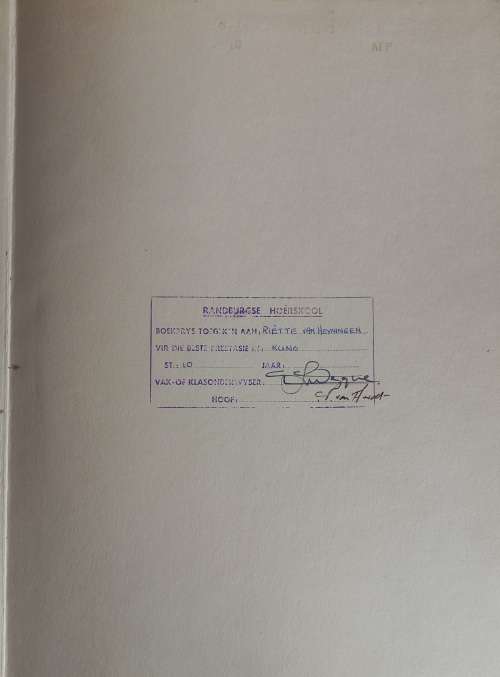 RANDBURGSE HOËRSKOOL
BOEKPRYS TOEGEKEN AAN: RIËTTE VAN HEYNINGEN
VIR DIE BESTE PRESTASIE IN: KUNS
ST.: 10 JAAR:
VAK- OF KLASONDERWYSER:
HOOF: